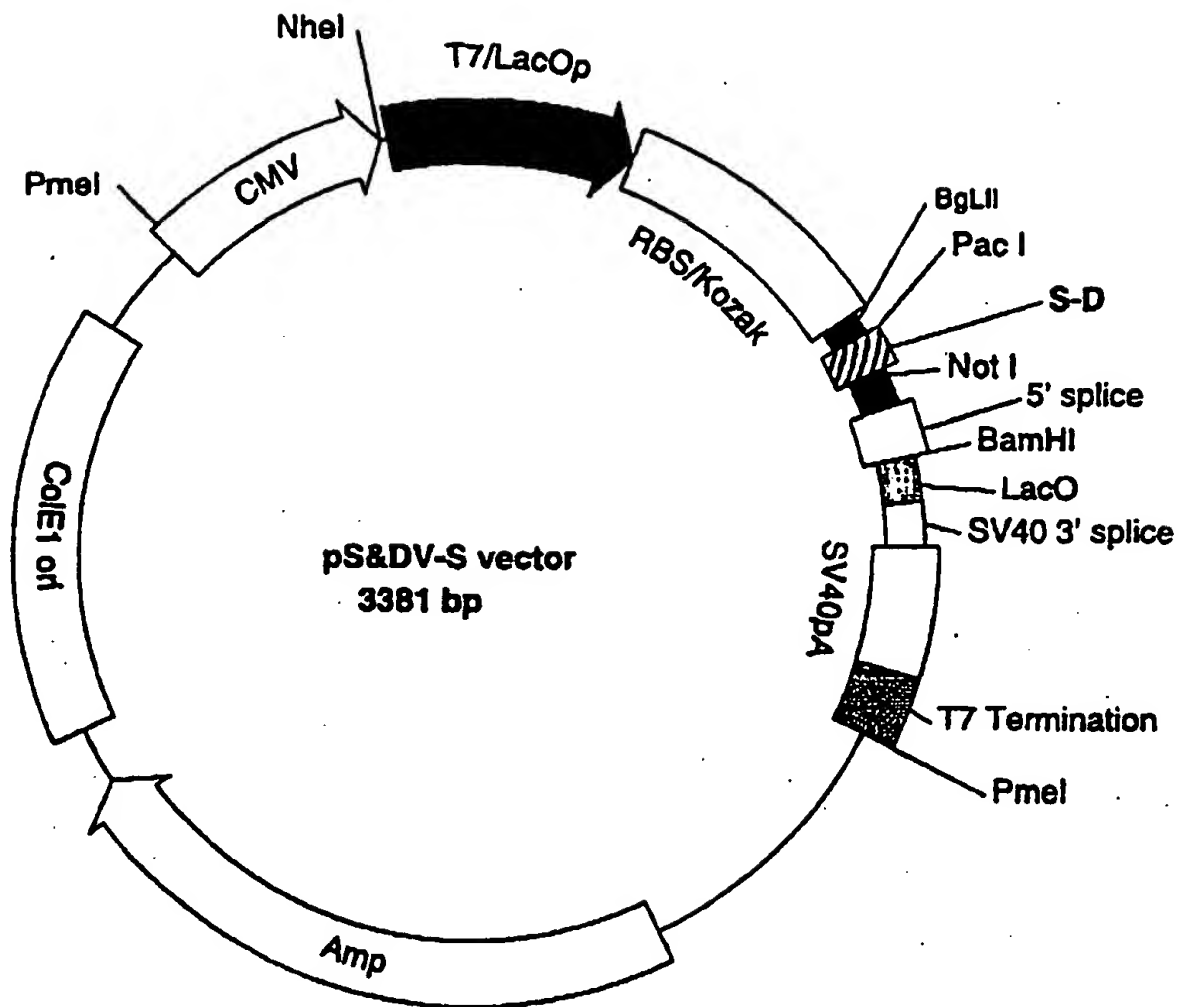 NheI
T7/LacOp
PmeI
CMV
RBS/Kozak
BgLII
Pac I
S-D
Not I
5' splice
BamHI
LacO
SV40 3' splice
ColE1 ori
pS&DV-S vector
3381 bp
SV40pA
T7 Termination
PmeI
Amp